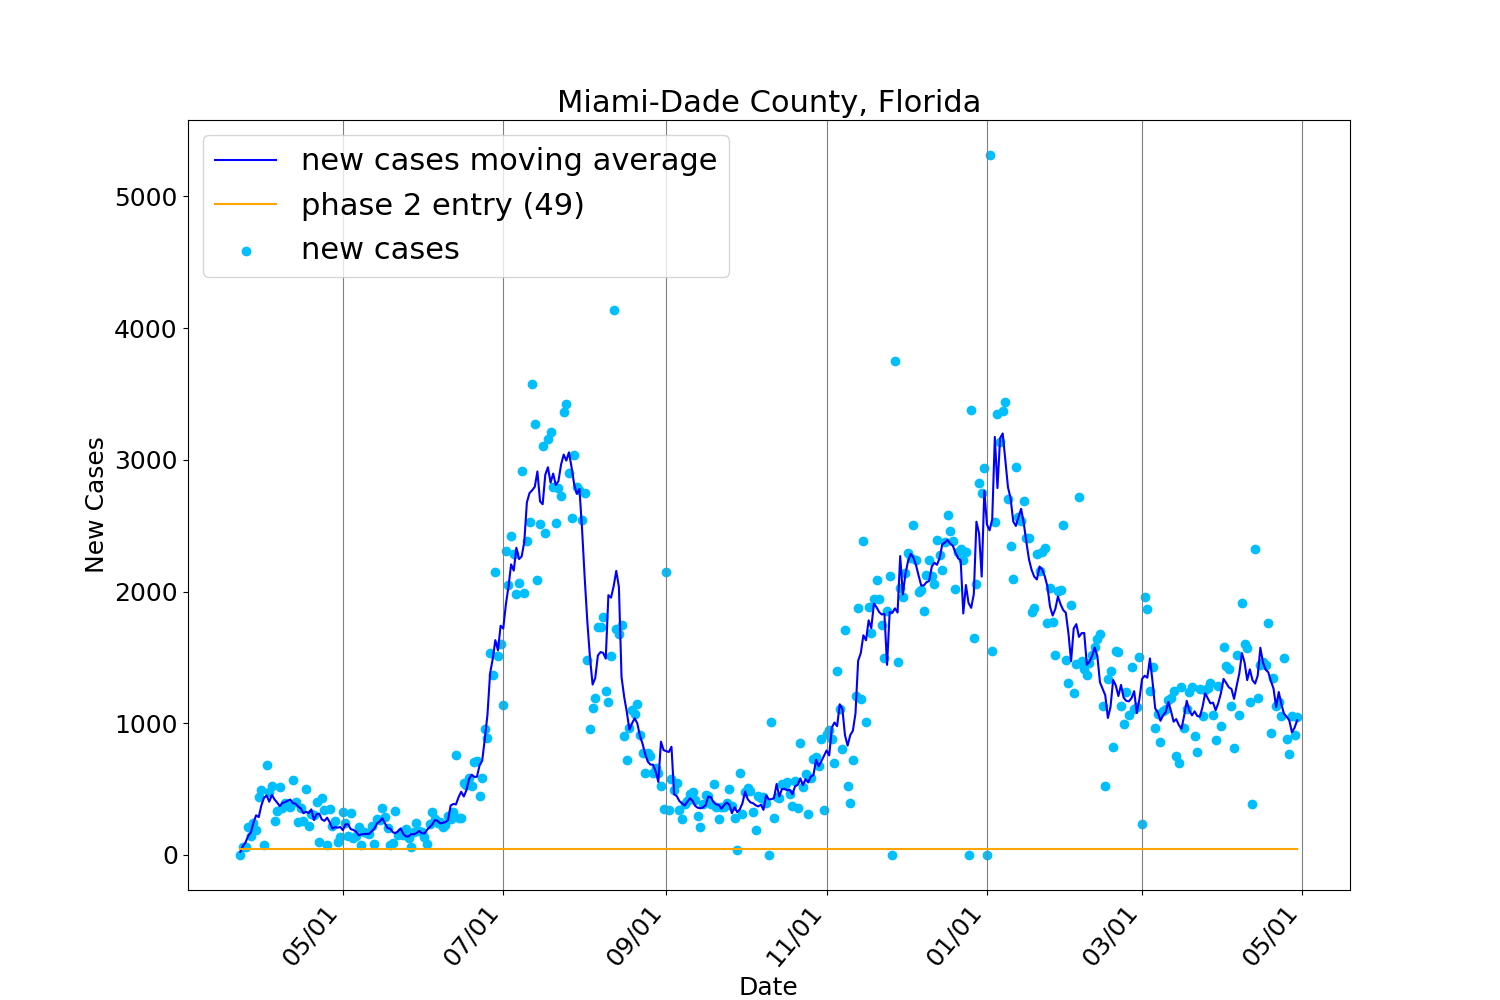 Miami-Dade County, Florida
new cases moving average
phase 2 entry (49)
new cases
5000
4000
3000
2000
1000
0
New Cases
05/01
07/01
09/01
11/01
01/01
03/01
05/01
Date